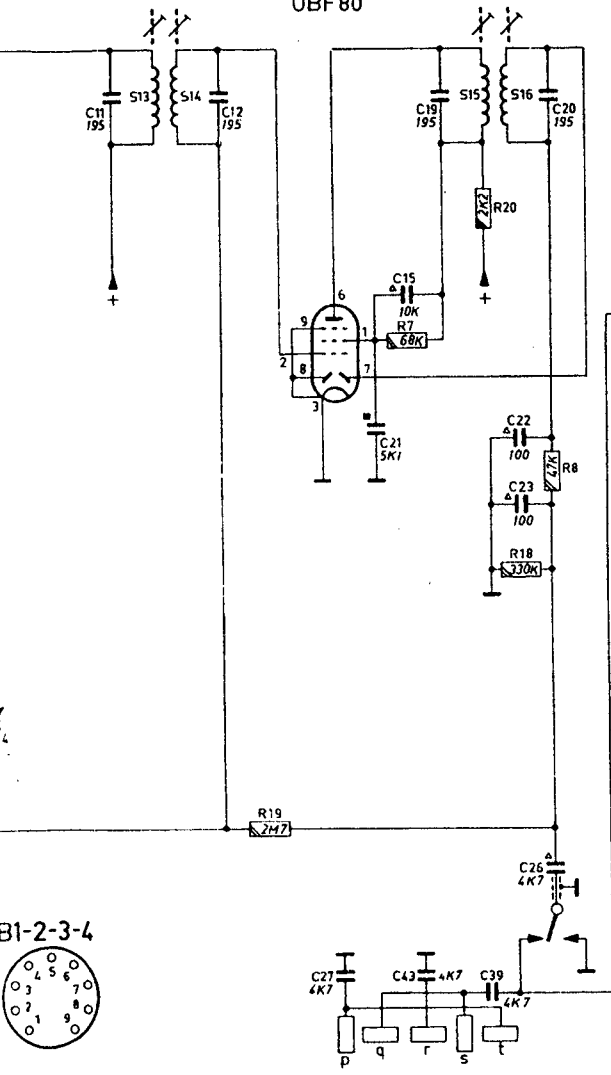 UBF80
C11
195
S13
S14
C12
195
C19
195
S15
S16
C20
195
2K2
R20
+
+
C15
10K
6
9
1
R7
68K
2
8
7
3
C21
5K1
C22
100
47K
R8
C23
100
R18
330K
4
R19
2M7
C26
4K7
B1-2-3-4
4 5 6
3 7
2 8
1 9
C27
4K7
C43
4K7
C39
4K7
p
q
r
s
t